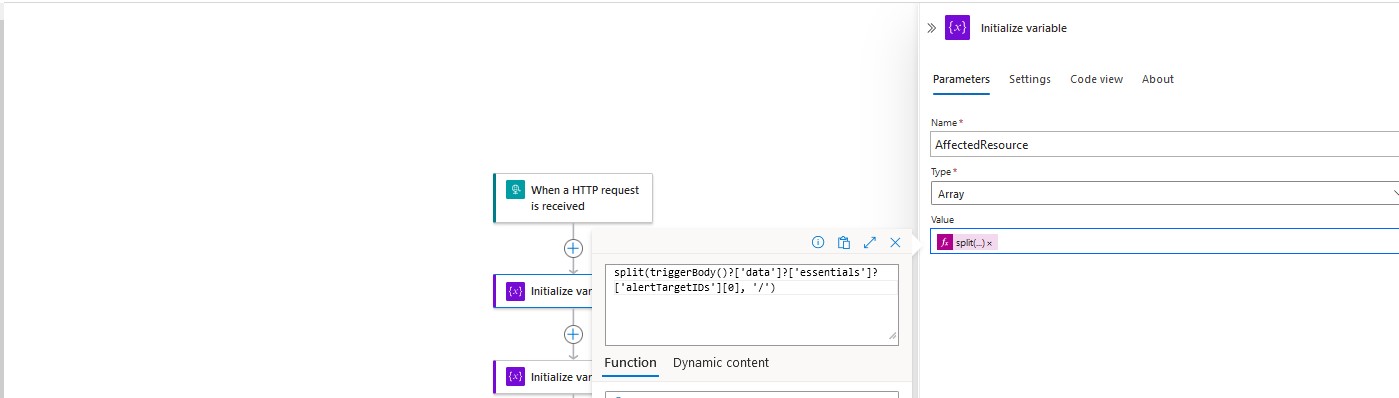 Initialize variable
Parameters Settings Code view About
Name *
AffectedResource
Type *
Array
Value
fx split(...) ×
When a HTTP request
is received
{x} Initialize var
split(triggerBody()?['data']?['essentials']?
['alertTargetIDs'][0], '/')
Function Dynamic content
{x} Initialize var